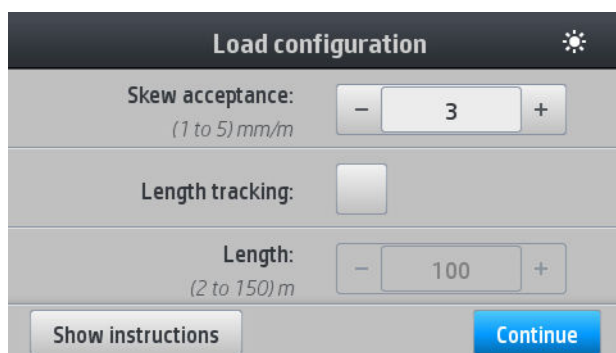 Load configuration
Skew acceptance:
(1 to 5) mm/m
− 3 +
Length tracking:
Length:
(2 to 150) m
− 100 +
Show instructions
Continue